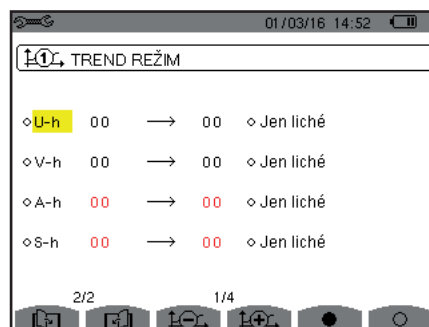 01/03/16 14:52
1 TREND REŽIM
U-h 00 → 00 Jen liché
V-h 00 → 00 Jen liché
A-h 00 → 00 Jen liché
S-h 00 → 00 Jen liché
2/2 1/4